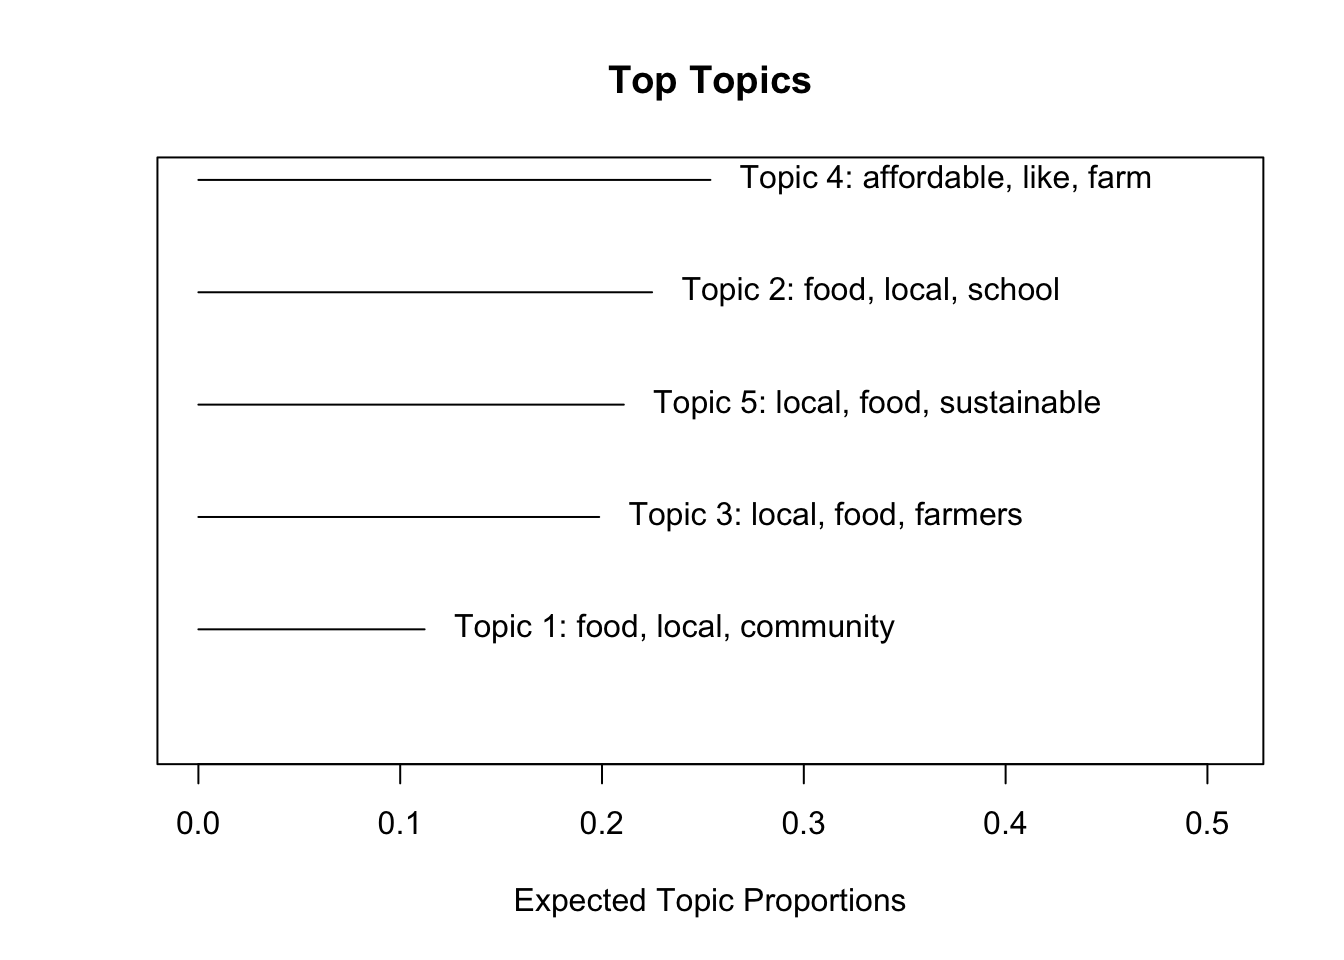 Top Topics
Topic 4: affordable, like, farm
Topic 2: food, local, school
Topic 5: local, food, sustainable
Topic 3: local, food, farmers
Topic 1: food, local, community
0.0 0.1 0.2 0.3 0.4 0.5
Expected Topic Proportions